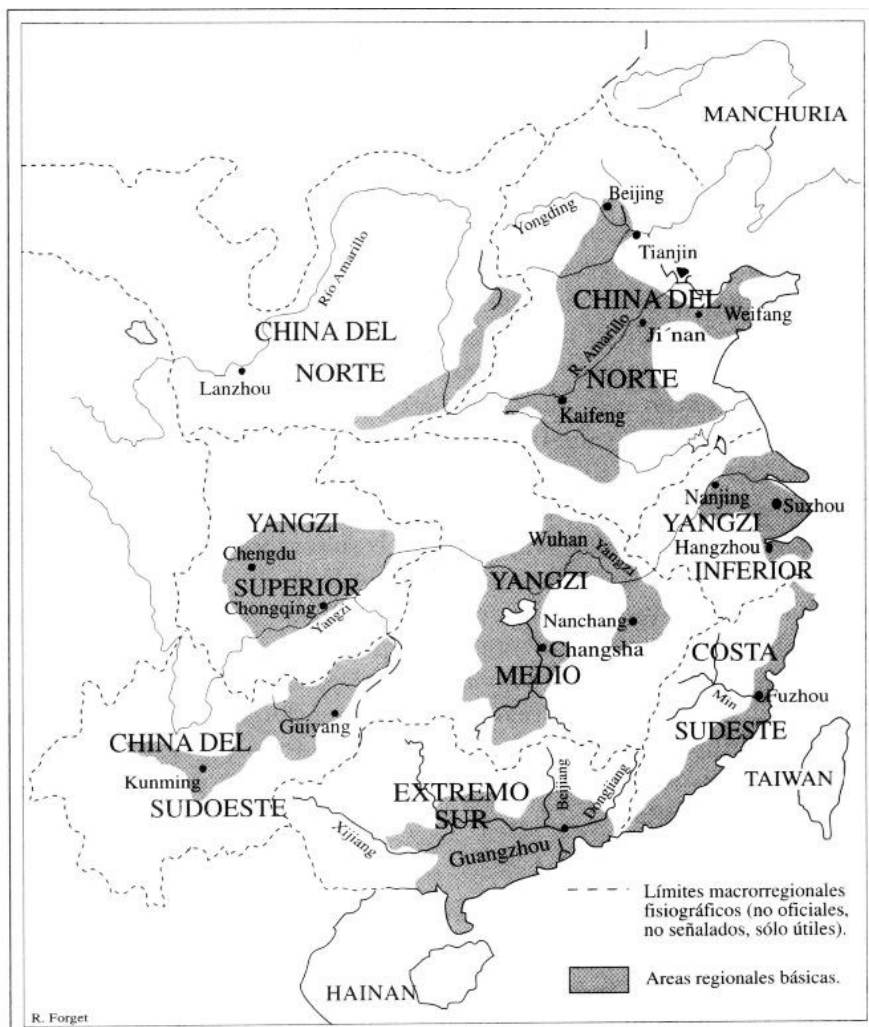 MANCHURIA
Beijing
Yongding
Tianjin
Río Amarillo
CHINA DEL
NORTE
Lanzhou
CHINA DEL
Weifang
Ji´nan
R. Amarillo
NORTE
Kaifeng
YANGZI
Chengdu
SUPERIOR
Chongqing
Yangzi
Wuhan
Yangzi
YANGZI
Nanchang
Changsha
MEDIO
Nanjing
Suzhou
YANGZI
Hangzhou
INFERIOR
COSTA
Min
Fuzhou
SUDESTE
TAIWAN
Guiyang
CHINA DEL
Kunming
SUDOESTE
EXTREMO
SUR
Beijiang
Dongjiang
Xijiang
Guangzhou
HAINAN
Límites macrorregionales
fisiográficos (no oficiales,
no señalados, sólo útiles).
Areas regionales básicas.
R. Forget